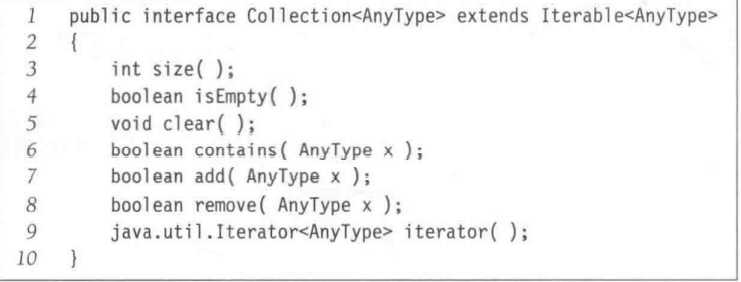 1 public interface Collection<AnyType> extends Iterable<AnyType>
2 {
3 int size( );
4 boolean isEmpty( );
5 void clear( );
6 boolean contains( AnyType x );
7 boolean add( AnyType x );
8 boolean remove( AnyType x );
9 java.util.Iterator<AnyType> iterator( );
10 }